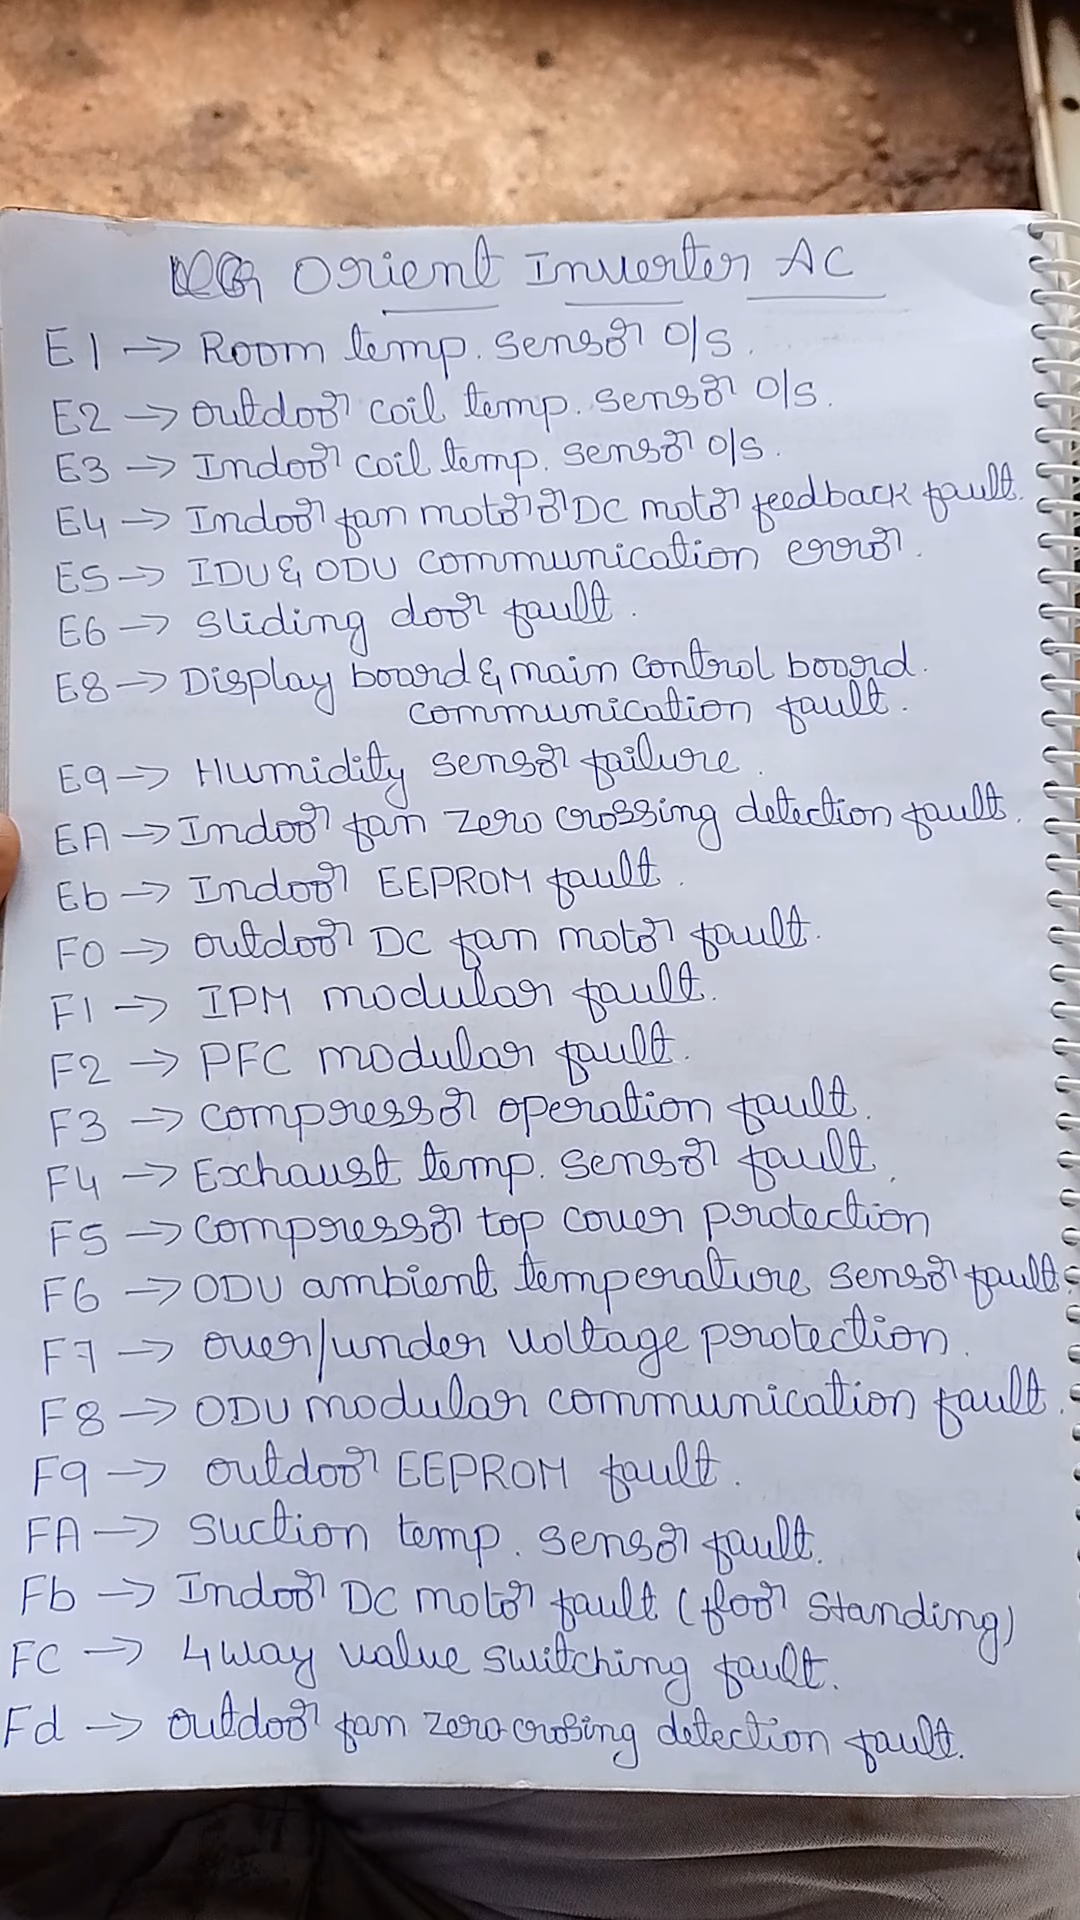 Orient Inverter AC
E1 → Room temp. sensor o/s.
E2 → outdoor coil temp. sensor o/s.
E3 → Indoor coil temp. sensor o/s.
E4 → Indoor fan motor or DC motor feedback fault.
E5 → IDU & ODU communication error.
E6 → Sliding door fault.
E8 → Display board & main control board.
communication fault.
E9 → Humidity sensor failure.
EA → Indoor fan zero crossing detection fault.
Eb → Indoor EEPROM fault.
F0 → outdoor DC fan motor fault.
F1 → IPM modular fault.
F2 → PFC modular fault.
F3 → compressor operation fault.
F4 → Exhaust temp. sensor fault.
F5 → compressor top cover protection
F6 → ODU ambient temperature sensor fault.
F7 → over/under voltage protection.
F8 → ODU modular communication fault.
F9 → outdoor EEPROM fault.
FA → suction temp. sensor fault.
Fb → Indoor DC motor fault (floor standing)
FC → 4 way value switching fault.
Fd → outdoor fan zero crosing detection fault.